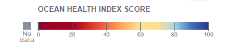 OCEAN HEALTH INDEX SCORE
No data
0 20 40 60 80 100